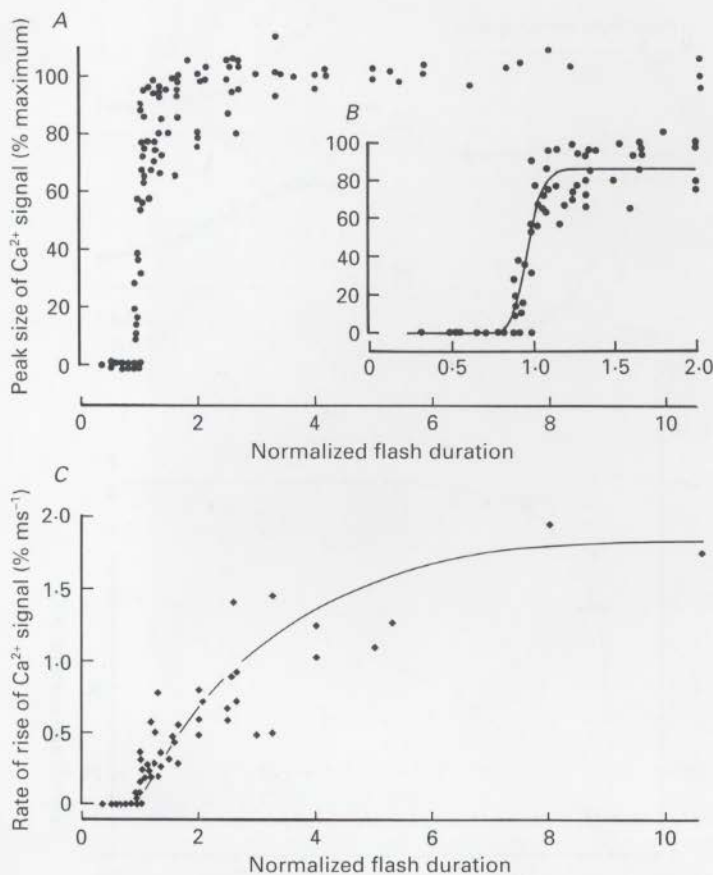 A
Peak size of Ca²⁺ signal (% maximum)
100
80
60
40
20
0
0 2 4 6 8 10
Normalized flash duration
B
100
80
60
40
20
0
0 0·5 1·0 1·5 2·0
C
Rate of rise of Ca²⁺ signal (% ms⁻¹)
2·0
1·5
1·0
0·5
0
0 2 4 6 8 10
Normalized flash duration